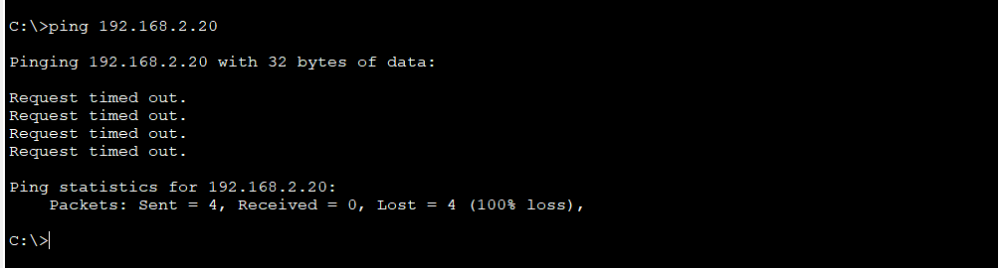 C:\>ping 192.168.2.20
Pinging 192.168.2.20 with 32 bytes of data:
Request timed out.
Request timed out.
Request timed out.
Request timed out.
Ping statistics for 192.168.2.20:
    Packets: Sent = 4, Received = 0, Lost = 4 (100% loss),
C:\>